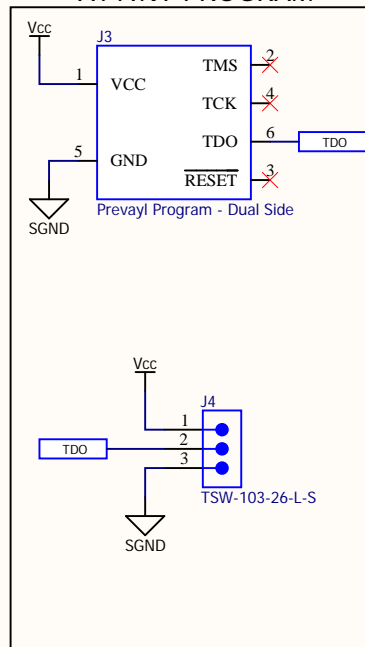 J3
Vcc
1
VCC
5
GND
SGND
TMS
2
TCK
4
TDO
6
TDO
RESET
3
Prevayl Program - Dual Side
Vcc
J4
1
TDO
2
3
TSW-103-26-L-S
SGND